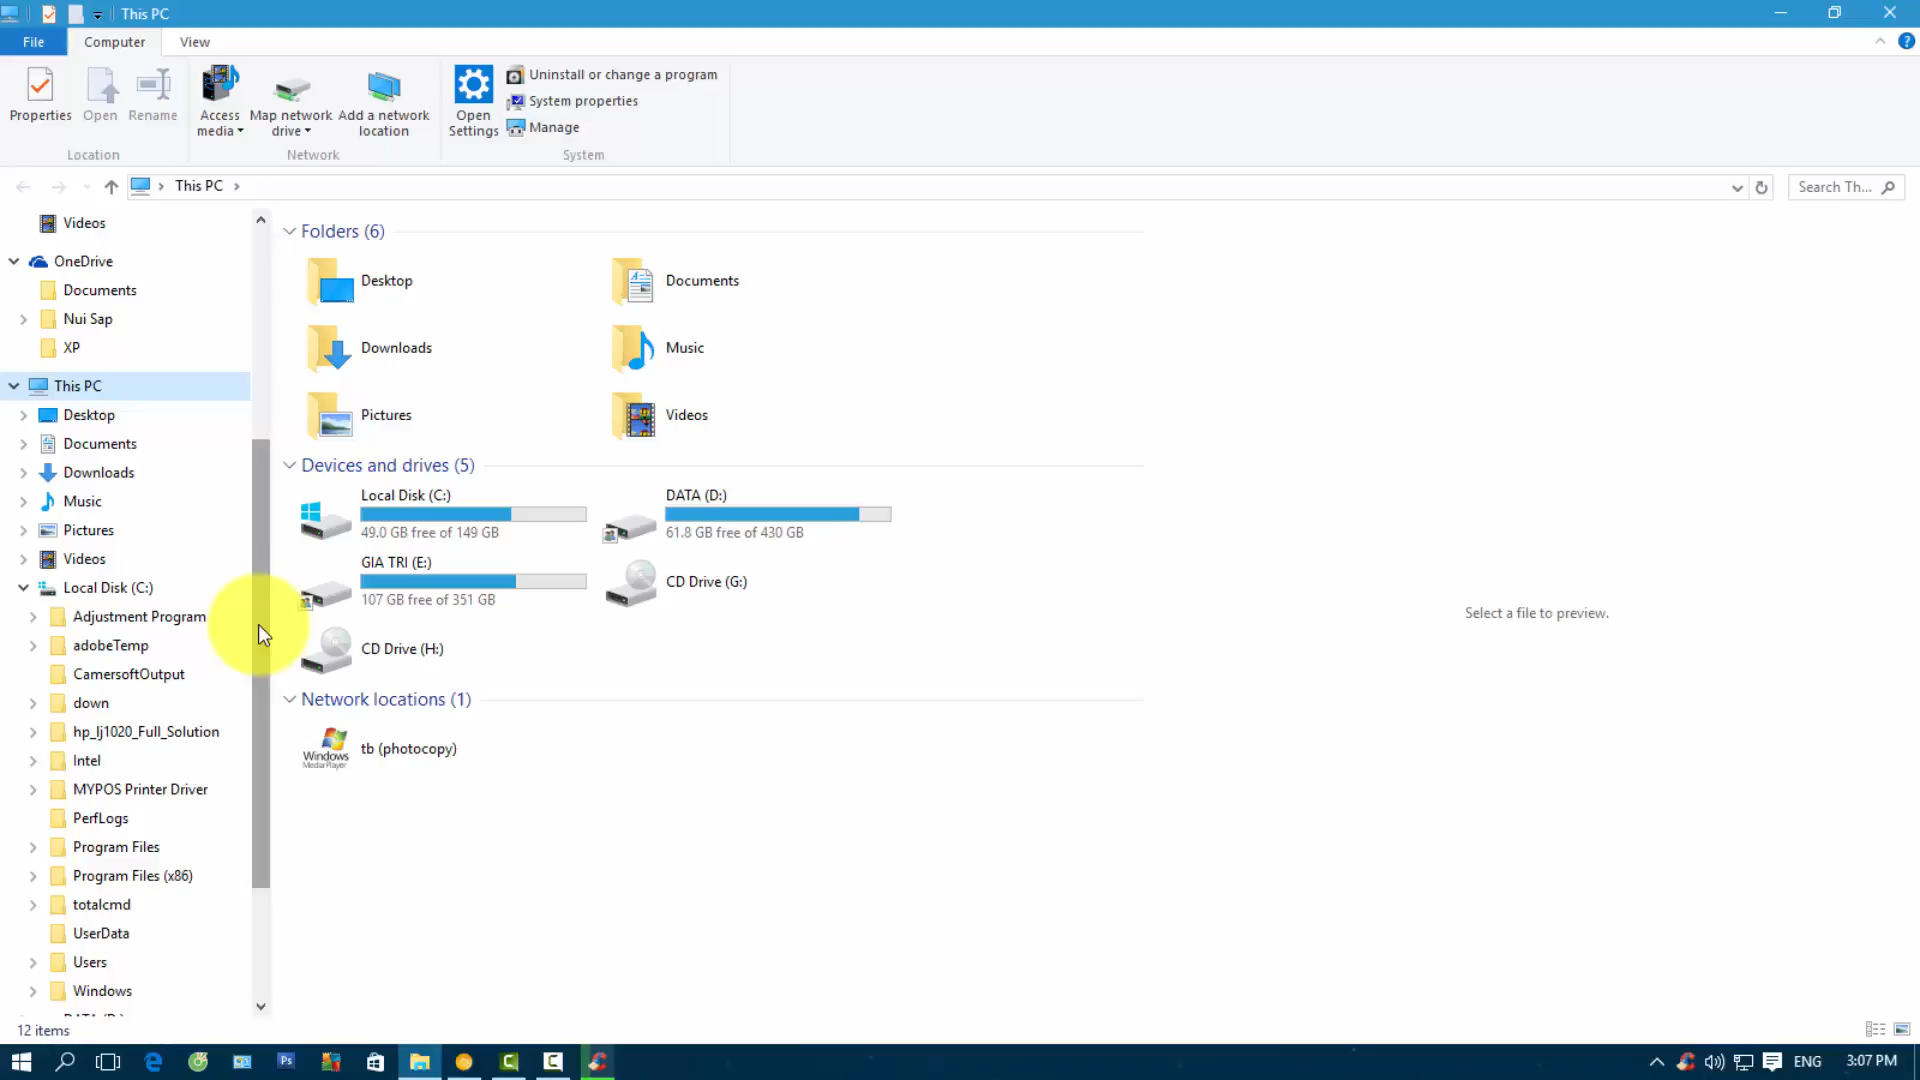 This PC
File
Computer
View
Properties
Open
Rename
Access media
Map network drive
Add a network location
Open Settings
Uninstall or change a program
System properties
Manage
Location
Network
System
This PC
Search Th...
Videos
OneDrive
Documents
Nui Sap
XP
This PC
Desktop
Documents
Downloads
Music
Pictures
Videos
Local Disk (C:)
Adjustment Program
adobeTemp
CamersoftOutput
down
hp_lj1020_Full_Solution
Intel
MYPOS Printer Driver
PerfLogs
Program Files
Program Files (x86)
totalcmd
UserData
Users
Windows
Folders (6)
Desktop
Documents
Downloads
Music
Pictures
Videos
Devices and drives (5)
Local Disk (C:)
49.0 GB free of 149 GB
DATA (D:)
61.8 GB free of 430 GB
GIA TRI (E:)
107 GB free of 351 GB
CD Drive (G:)
CD Drive (H:)
Network locations (1)
Windows
MediaPlayer
tb (photocopy)
Select a file to preview.
12 items
Ps
ENG
3:07 PM